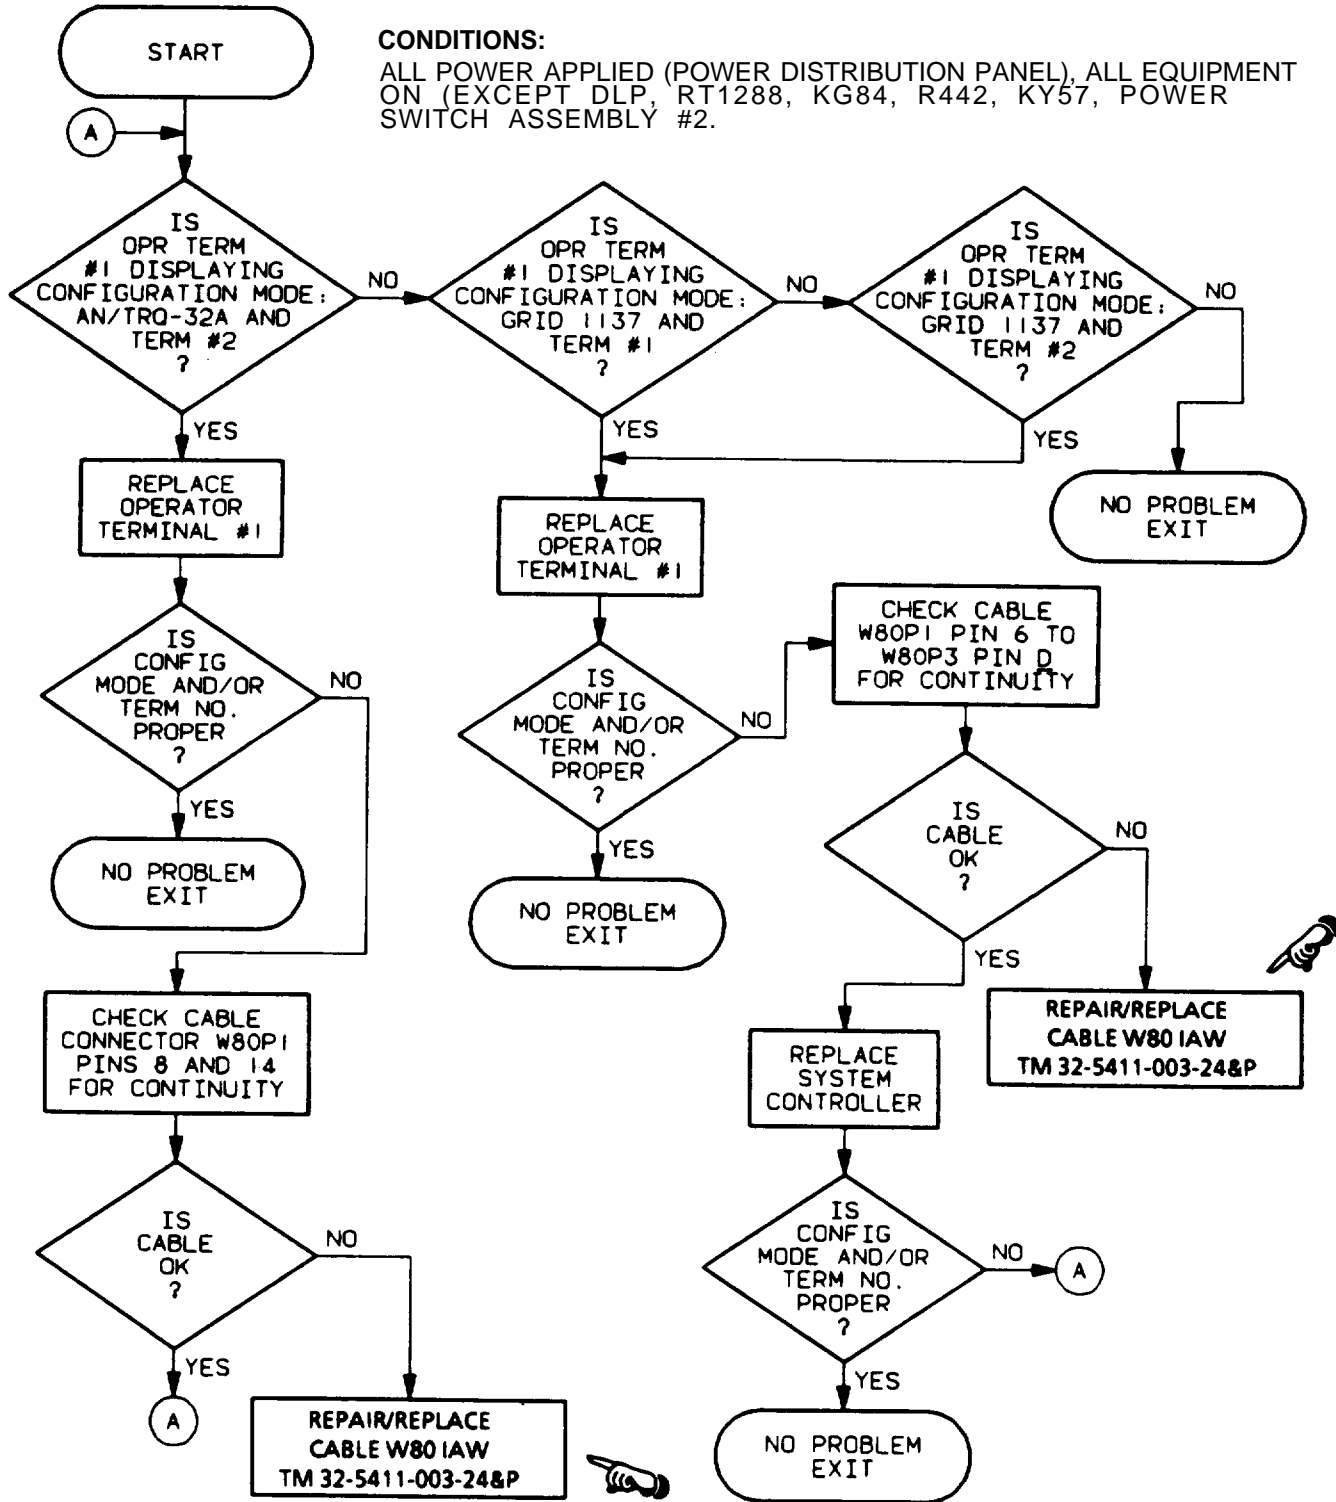 START
CONDITIONS:
ALL POWER APPLIED (POWER DISTRIBUTION PANEL), ALL EQUIPMENT
ON (EXCEPT DLP, RT1288, KG84, R442, KY57, POWER
SWITCH ASSEMBLY #2.
A
IS
OPR TERM
#1 DISPLAYING
CONFIGURATION MODE:
AN/TRQ-32A AND
TERM #2
?
NO
IS
OPR TERM
#1 DISPLAYING
CONFIGURATION MODE:
GRID 1137 AND
TERM #1
?
NO
IS
OPR TERM
#1 DISPLAYING
CONFIGURATION MODE:
GRID 1137 AND
TERM #2
?
NO
YES
YES
YES
NO PROBLEM
EXIT
REPLACE
OPERATOR
TERMINAL #1
REPLACE
OPERATOR
TERMINAL #1
IS
CONFIG
MODE AND/OR
TERM NO.
PROPER
?
NO
YES
NO PROBLEM
EXIT
IS
CONFIG
MODE AND/OR
TERM NO.
PROPER
?
NO
YES
NO PROBLEM
EXIT
CHECK CABLE
W80P1 PIN 6 TO
W80P3 PIN D
FOR CONTINUITY
IS
CABLE
OK
?
NO
YES
REPAIR/REPLACE
CABLE W80 IAW
TM 32-5411-003-24&P
CHECK CABLE
CONNECTOR W80P1
PINS 8 AND 14
FOR CONTINUITY
REPLACE
SYSTEM
CONTROLLER
IS
CABLE
OK
?
NO
YES
A
REPAIR/REPLACE
CABLE W80 IAW
TM 32-5411-003-24&P
IS
CONFIG
MODE AND/OR
TERM NO.
PROPER
?
NO
A
YES
NO PROBLEM
EXIT